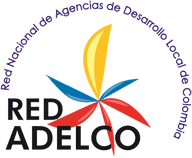 Red Nacional de Agencias de Desarrollo Local de Colombia
RED
ADELCO